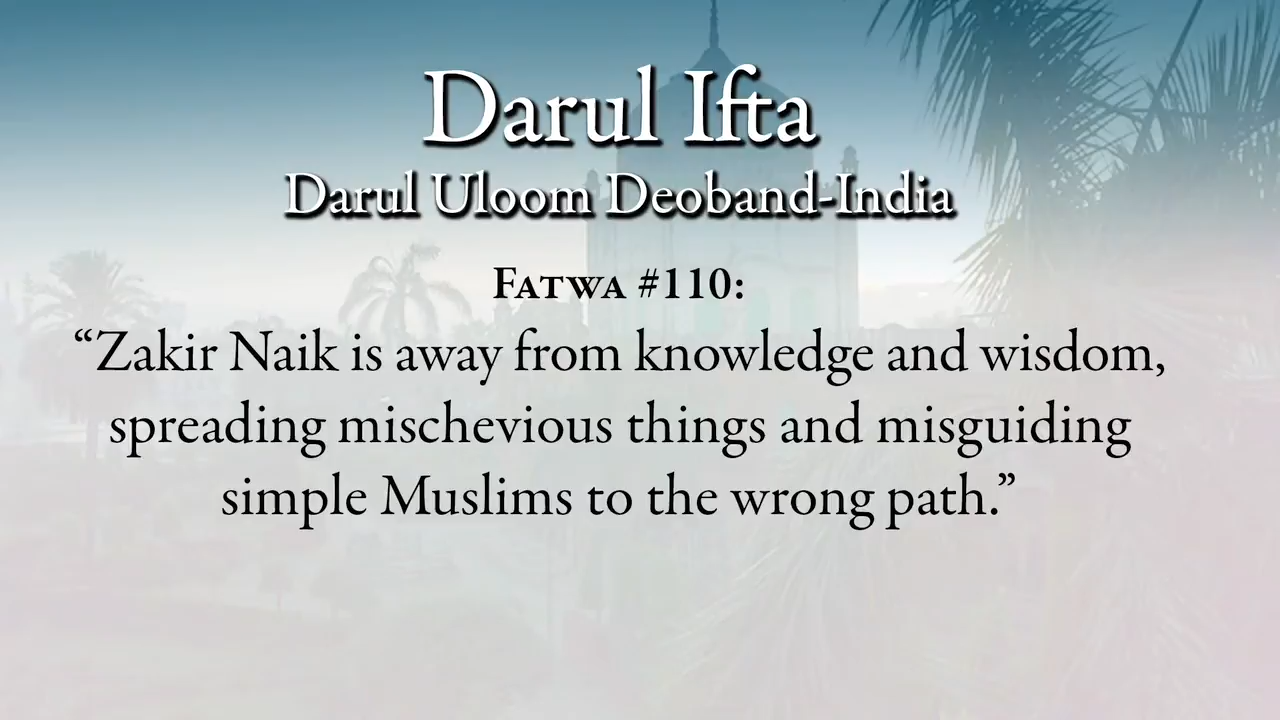 Darul Ifta
Darul Uloom Deoband-India
Fatwa #110:
“Zakir Naik is away from knowledge and wisdom,
spreading mischevious things and misguiding
simple Muslims to the wrong path.”